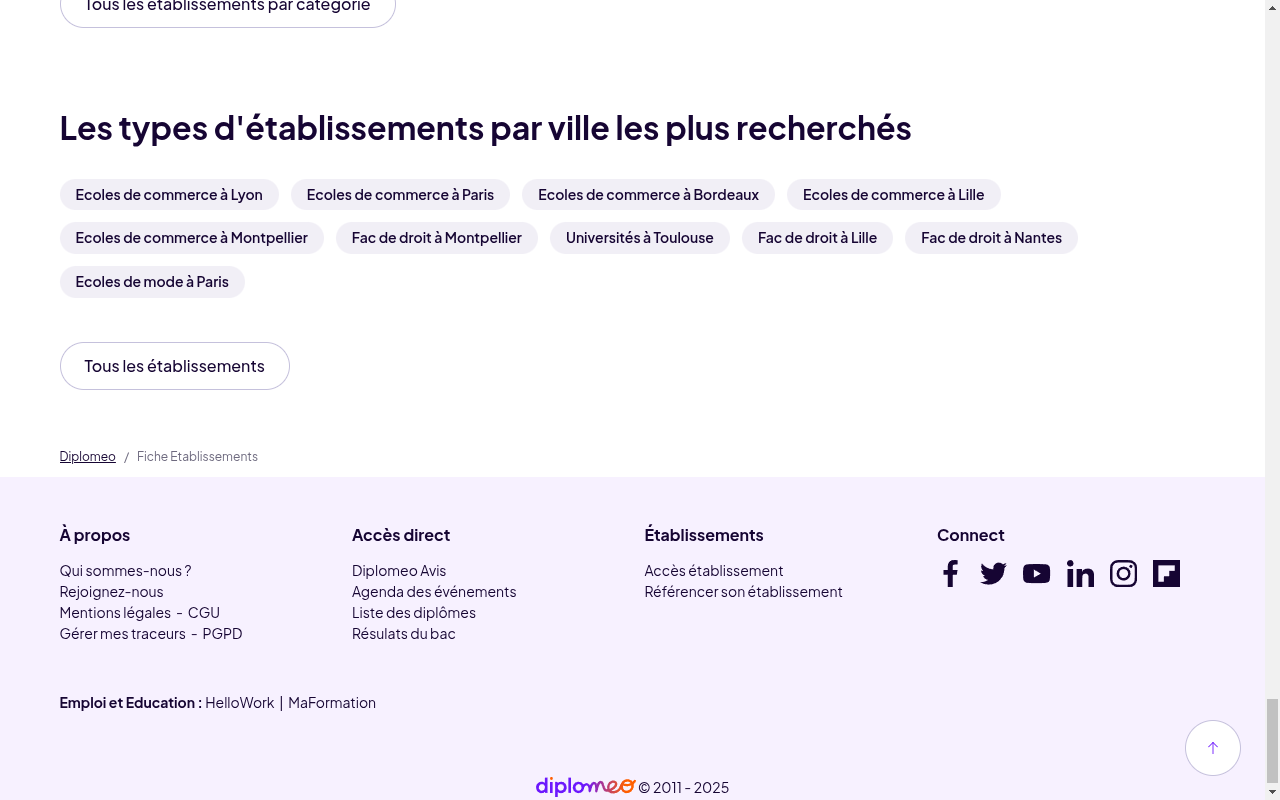 Tous les établissements par catégorie
Les types d'établissements par ville les plus recherchés
Ecoles de commerce à Lyon
Ecoles de commerce à Paris
Ecoles de commerce à Bordeaux
Ecoles de commerce à Lille
Ecoles de commerce à Montpellier
Fac de droit à Montpellier
Universités à Toulouse
Fac de droit à Lille
Fac de droit à Nantes
Ecoles de mode à Paris
Tous les établissements
Diplomeo / Fiche Etablissements
À propos
Qui sommes-nous ?
Rejoignez-nous
Mentions légales - CGU
Gérer mes traceurs - PGPD
Accès direct
Diplomeo Avis
Agenda des événements
Liste des diplômes
Résulats du bac
Établissements
Accès établissement
Référencer son établissement
Connect
Emploi et Education : HelloWork | MaFormation
diplomeo © 2011 - 2025